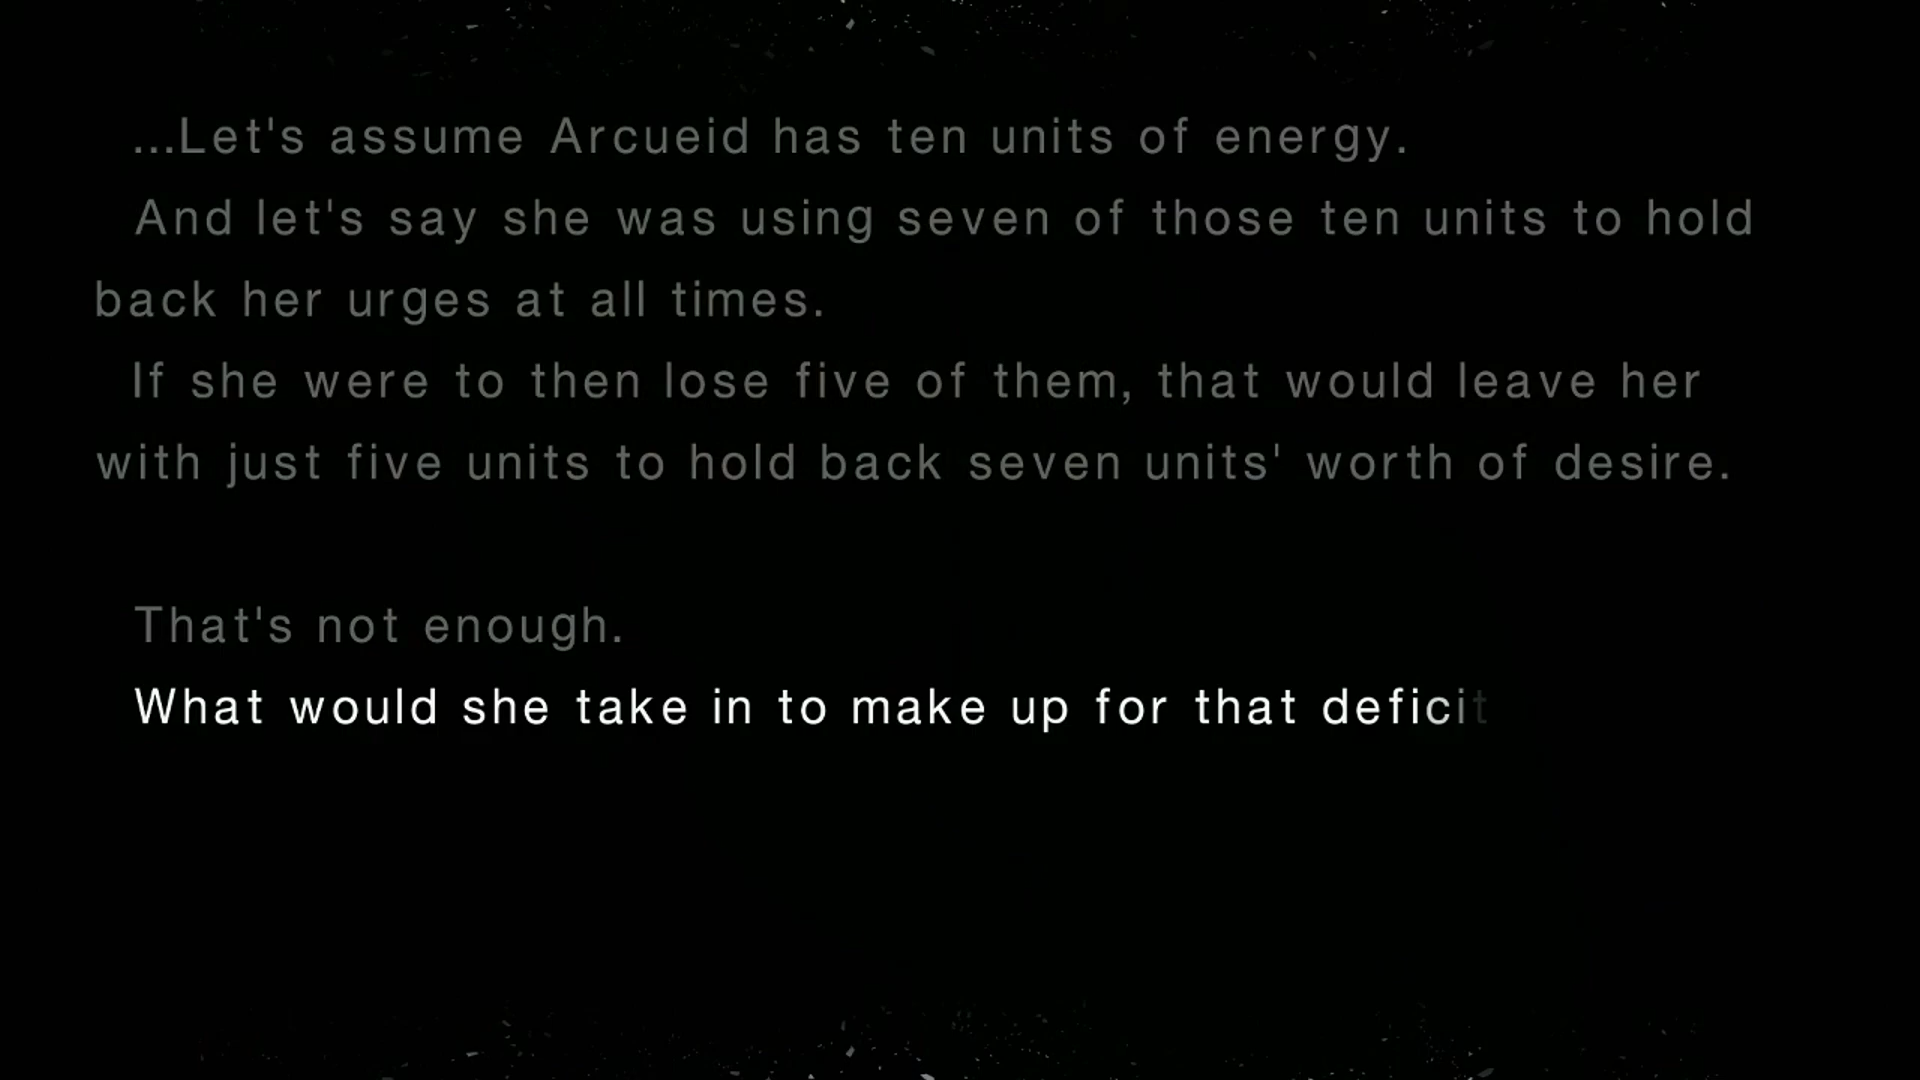 ...Let's assume Arcueid has ten units of energy.
And let's say she was using seven of those ten units to hold
back her urges at all times.
If she were to then lose five of them, that would leave her
with just five units to hold back seven units' worth of desire.
That's not enough.
What would she take in to make up for that deficit